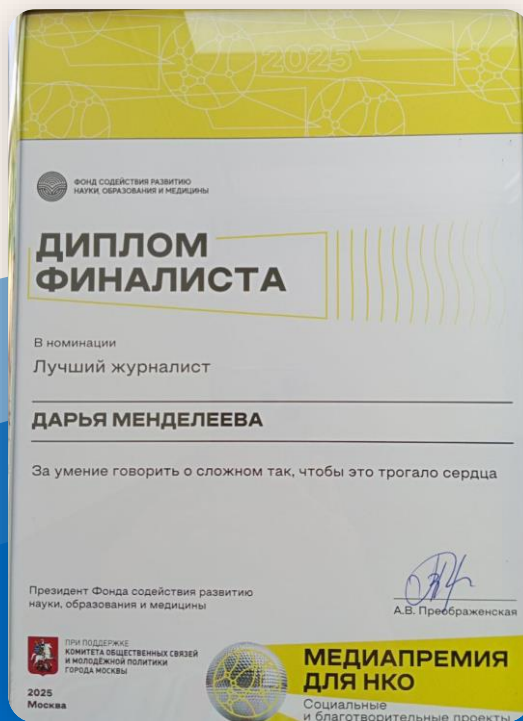 2025
ФОНД СОДЕЙСТВИЯ РАЗВИТИЮ
НАУКИ, ОБРАЗОВАНИЯ И МЕДИЦИНЫ
ДИПЛОМ
ФИНАЛИСТА
В номинации
Лучший журналист
ДАРЬЯ МЕНДЕЛЕЕВА
За умение говорить о сложном так, чтобы это трогало сердца
Президент Фонда содействия развитию
науки, образования и медицины
А.В. Преображенская
ПРИ ПОДДЕРЖКЕ
КОМИТЕТА ОБЩЕСТВЕННЫХ СВЯЗЕЙ
И МОЛОДЁЖНОЙ ПОЛИТИКИ
ГОРОДА МОСКВЫ
2025
Москва
МЕДИАПРЕМИЯ
ДЛЯ НКО
Социальные
и благотворительные проекты